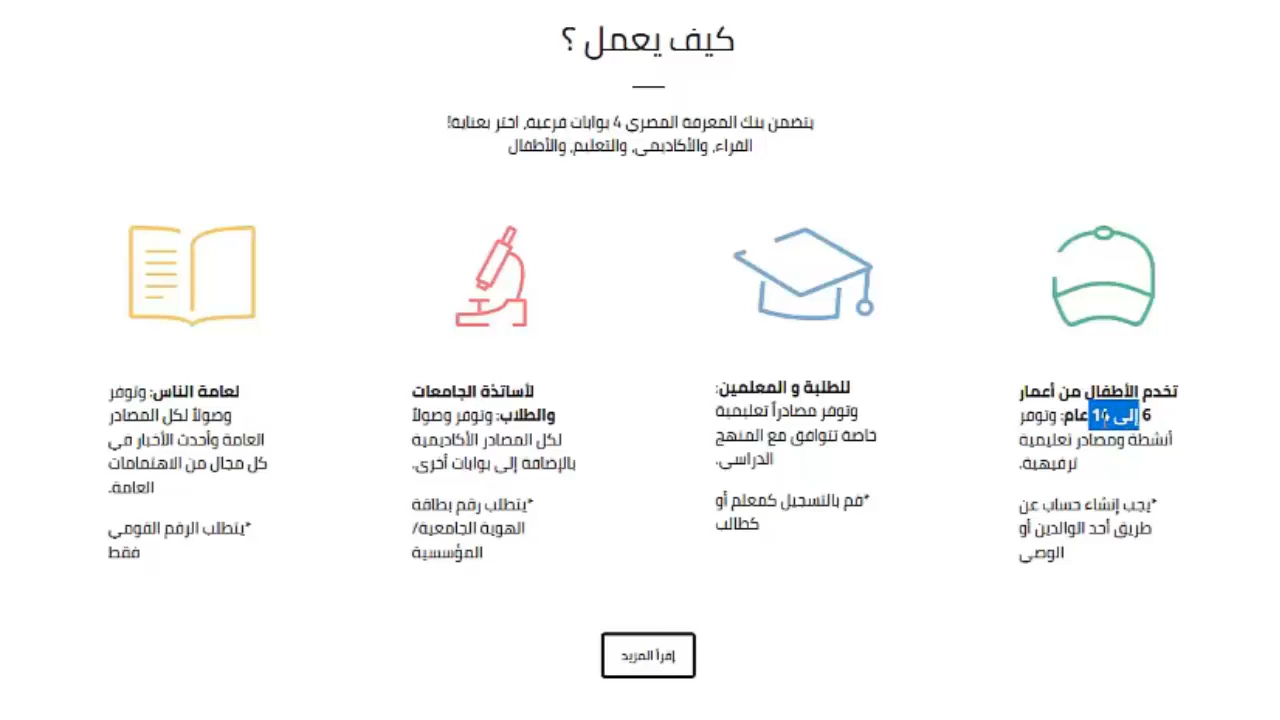 كيف يعمل ؟
يتضمن بنك المعرفة المصري 4 بوابات فرعية، اختر بعناية!
القراء، والأكاديمي، والتعليم، والأطفال
تخدم الأطفال من أعمار
6 إلى 16 عام: وتوفر
أنشطة ومصادر تعليمية
ترفيهية.
*يجب إنشاء حساب عن
طريق أحد الوالدين أو
الوصي
للطلبة و المعلمين:
وتوفر مصادراً تعليمية
خاصة تتوافق مع المنهج
الدراسي.
*قم بالتسجيل كمعلم أو
كطالب
لأساتذة الجامعات
والطلاب: وتوفر وصولاً
لكل المصادر الأكاديمية
بالإضافة إلى بوابات أخرى.
*يتطلب رقم بطاقة
الهوية الجامعية/
المؤسسية
لعامة الناس: وتوفر
وصولاً لكل المصادر
العامة وأحدث الأخبار في
كل مجال من الاهتمامات
العامة.
*يتطلب الرقم القومي
فقط
إقرأ المزيد